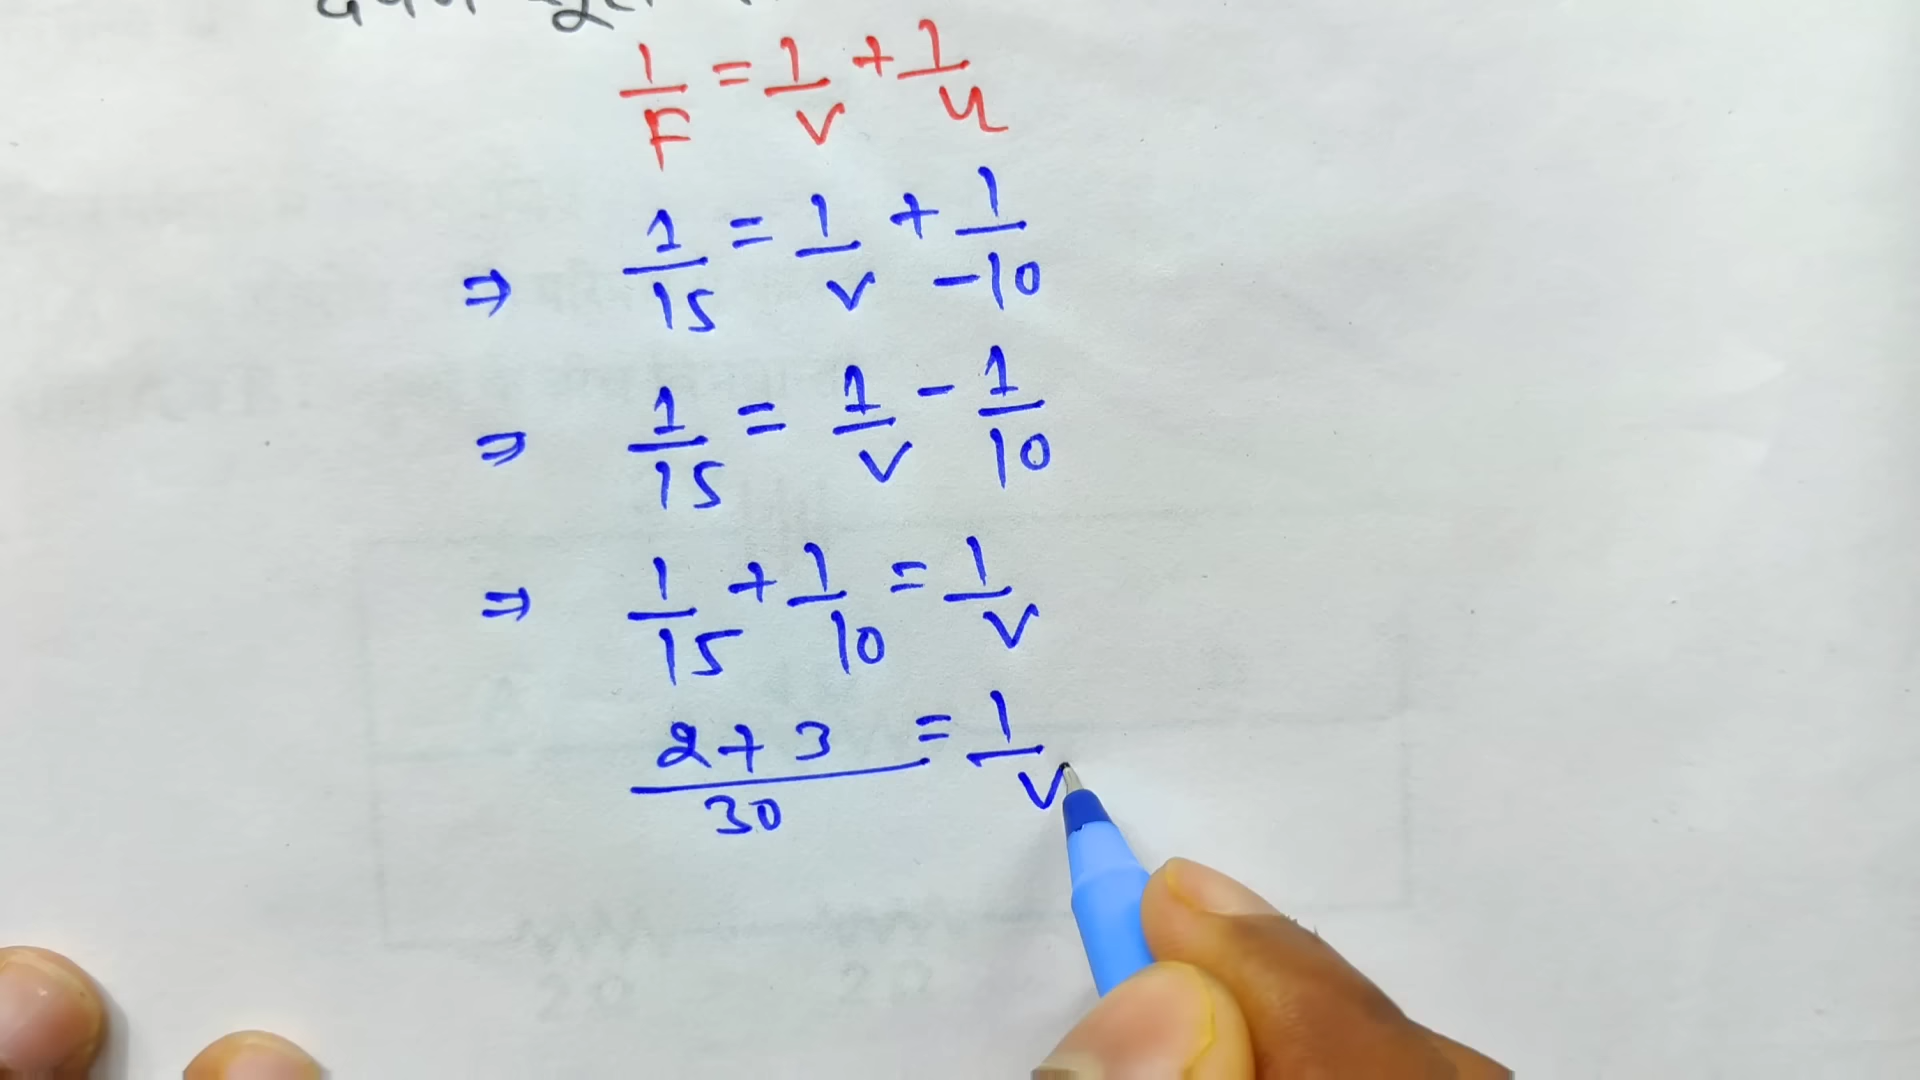 1/F = 1/v + 1/u
⇒ 1/15 = 1/v + 1/-10
⇒ 1/15 = 1/v - 1/10
⇒ 1/15 + 1/10 = 1/v
2+3/30 = 1/v